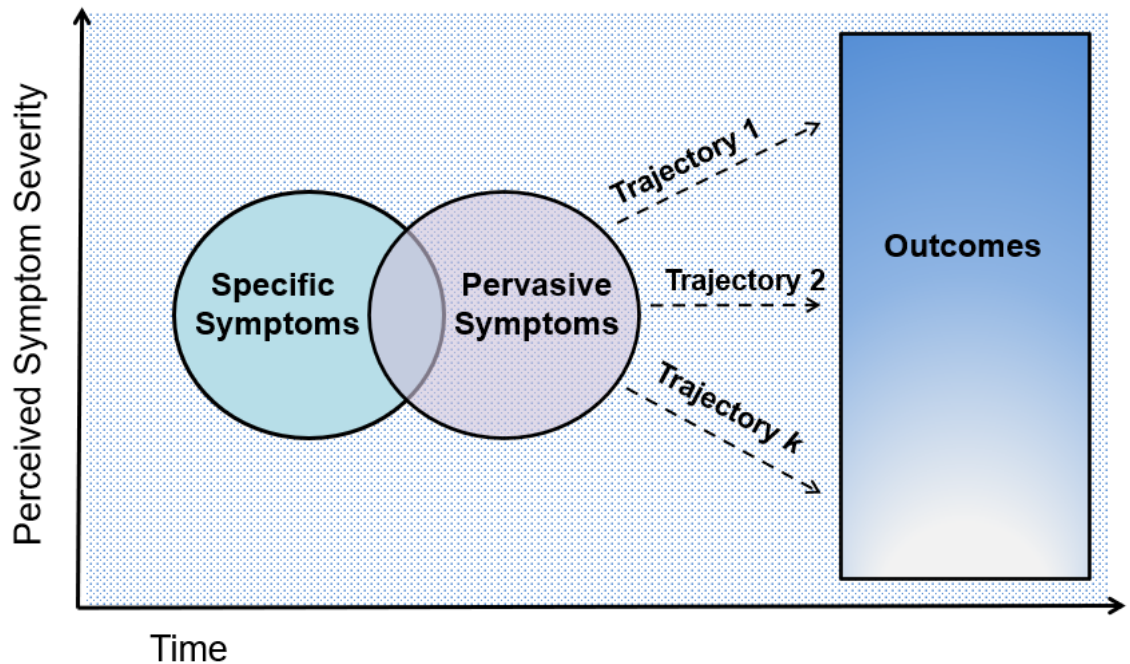 Perceived Symptom Severity
Specific
Symptoms
Pervasive
Symptoms
Trajectory 1
Trajectory 2
Trajectory k
Outcomes
Time